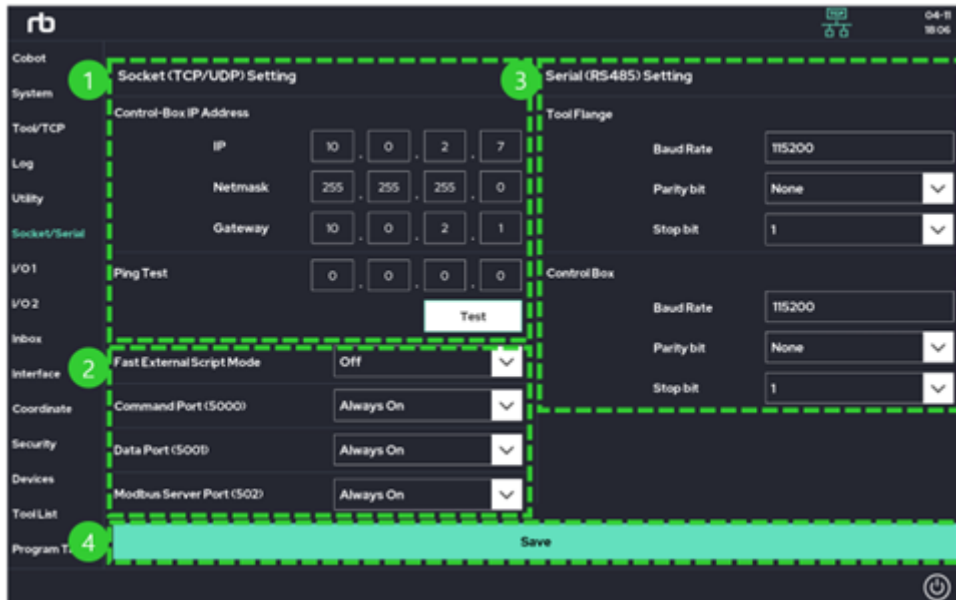 rb
TCP
04-11
18:06
Cobot
System
Tool/TCP
Log
Utility
Socket/Serial
I/O 1
I/O 2
Inbox
Interface
Coordinate
Security
Devices
Tool List
Program T
1
Socket (TCP/UDP) Setting
Control-Box IP Address
IP 10 . 0 . 2 . 7
Netmask 255 . 255 . 255 . 0
Gateway 10 . 0 . 2 . 1
Ping Test 0 . 0 . 0 . 0
Test
2
Fast External Script Mode Off
Command Port (5000) Always On
Data Port (5001) Always On
Modbus Server Port (502) Always On
3
Serial (RS485) Setting
Tool Flange
Baud Rate 115200
Parity bit None
Stop bit 1
Control Box
Baud Rate 115200
Parity bit None
Stop bit 1
4
Save